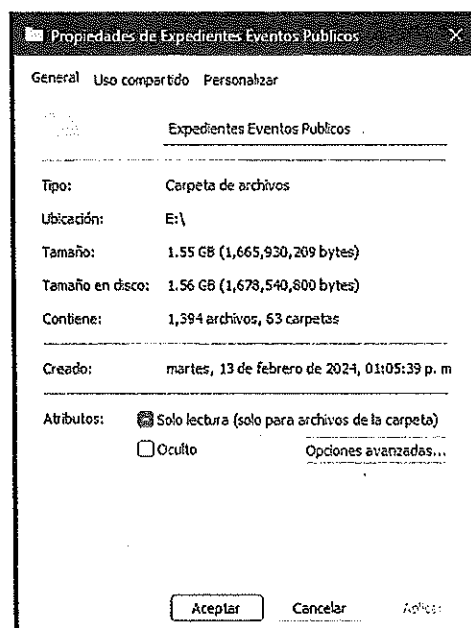 Propiedades de Expedientes Eventos Publicos
General Uso compartido Personalizar
Expedientes Eventos Publicos
Tipo: Carpeta de archivos
Ubicación: E:\
Tamaño: 1.55 GB (1,665,930,209 bytes)
Tamaño en disco: 1.56 GB (1,678,540,800 bytes)
Contiene: 1,394 archivos, 63 carpetas
Creado: martes, 13 de febrero de 2024, 01:05:39 p. m
Atributos: Solo lectura (solo para archivos de la carpeta)
Oculto Opciones avanzadas...
Aceptar Cancelar Aplicar